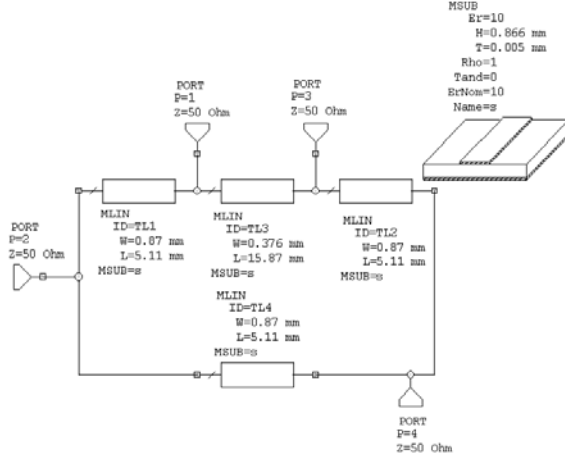 MSUB
Er=10
H=0.866 mm
T=0.005 mm
Rho=1
Tand=0
ErNom=10
Name=s
PORT
P=1
Z=50 Ohm
PORT
P=3
Z=50 Ohm
MLIN
ID=TL1
W=0.87 mm
L=5.11 mm
MSUB=s
MLIN
ID=TL3
W=0.376 mm
L=15.87 mm
MSUB=s
MLIN
ID=TL2
W=0.87 mm
L=5.11 mm
MSUB=s
PORT
P=2
Z=50 Ohm
MLIN
ID=TL4
W=0.87 mm
L=5.11 mm
MSUB=s
PORT
P=4
Z=50 Ohm